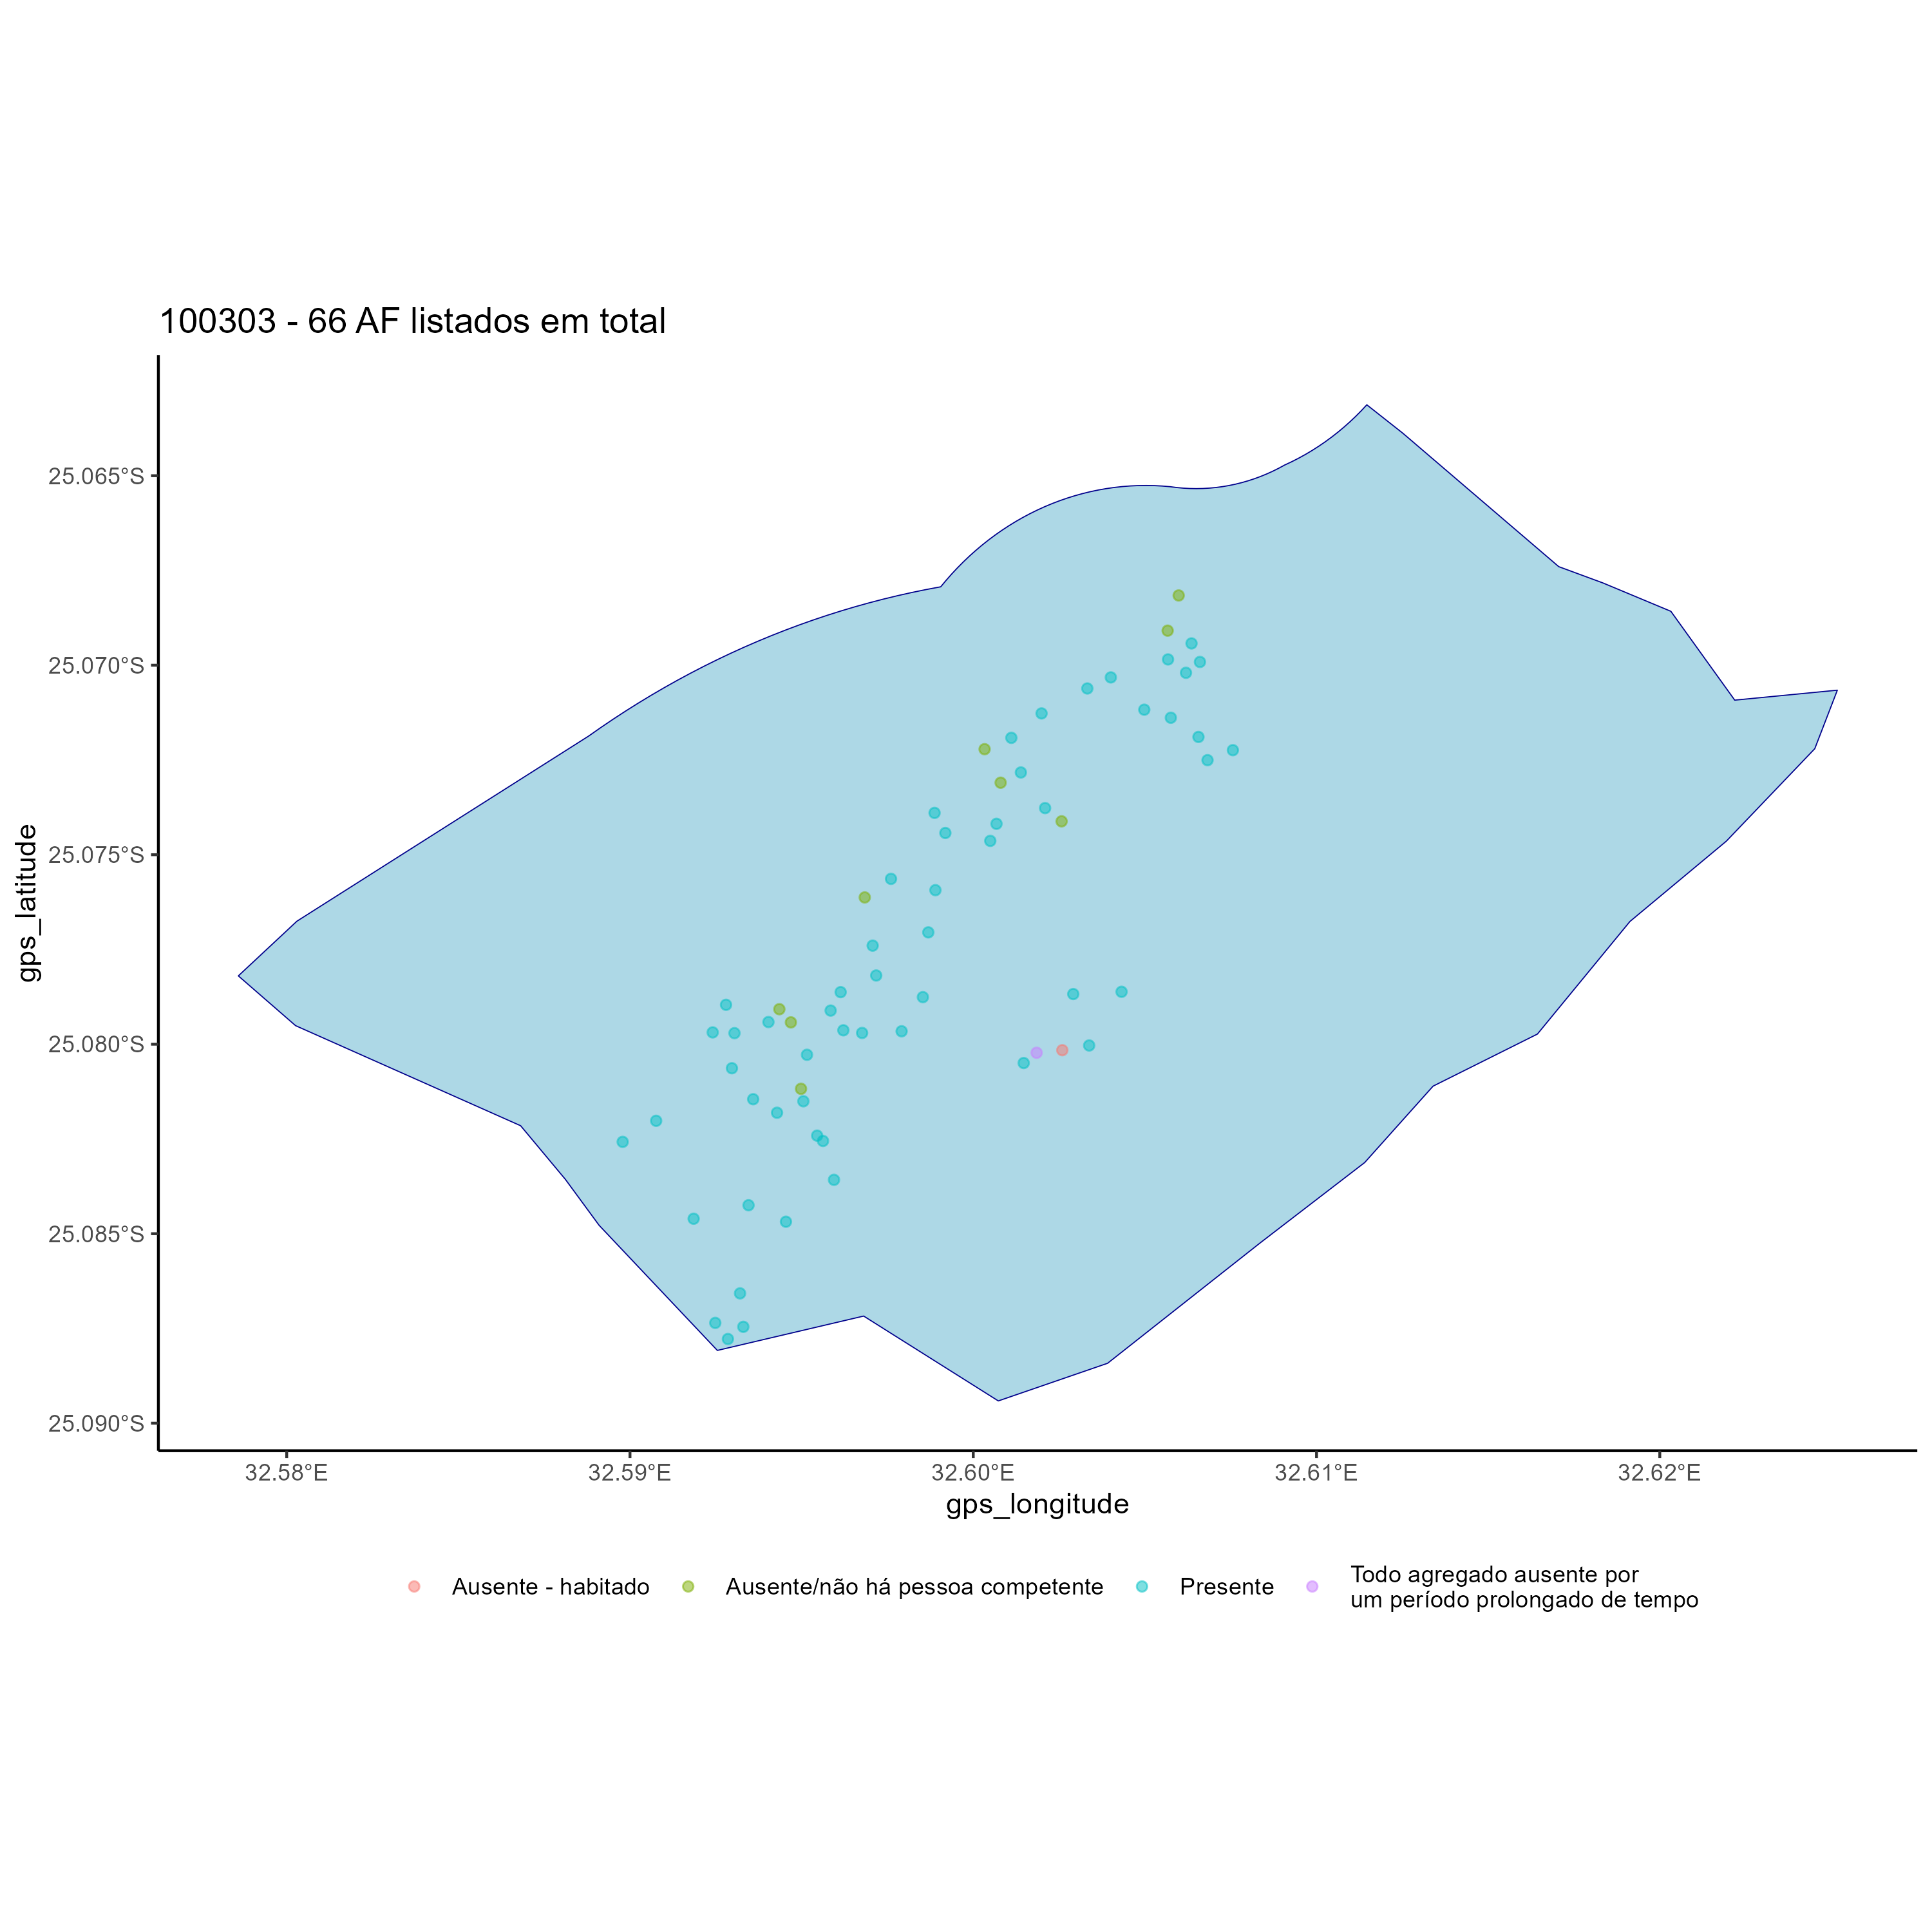 100303 - 66 AF listados em total
25.065°S
25.070°S
25.075°S
25.080°S
25.085°S
25.090°S
gps_latitude
32.58°E
32.59°E
32.60°E
32.61°E
32.62°E
gps_longitude
Ausente - habitado
Ausente/não há pessoa competente
Presente
Todo agregado ausente por
um período prolongado de tempo